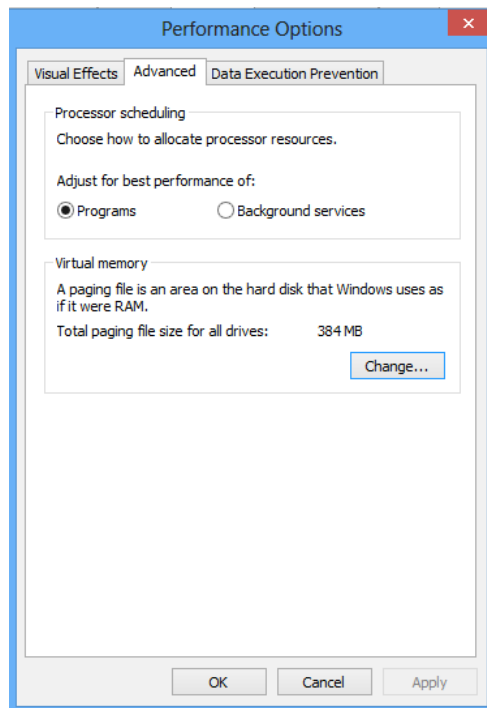 Performance Options
Visual Effects
Advanced
Data Execution Prevention
Processor scheduling
Choose how to allocate processor resources.
Adjust for best performance of:
Programs
Background services
Virtual memory
A paging file is an area on the hard disk that Windows uses as
if it were RAM.
Total paging file size for all drives: 384 MB
Change...
OK
Cancel
Apply